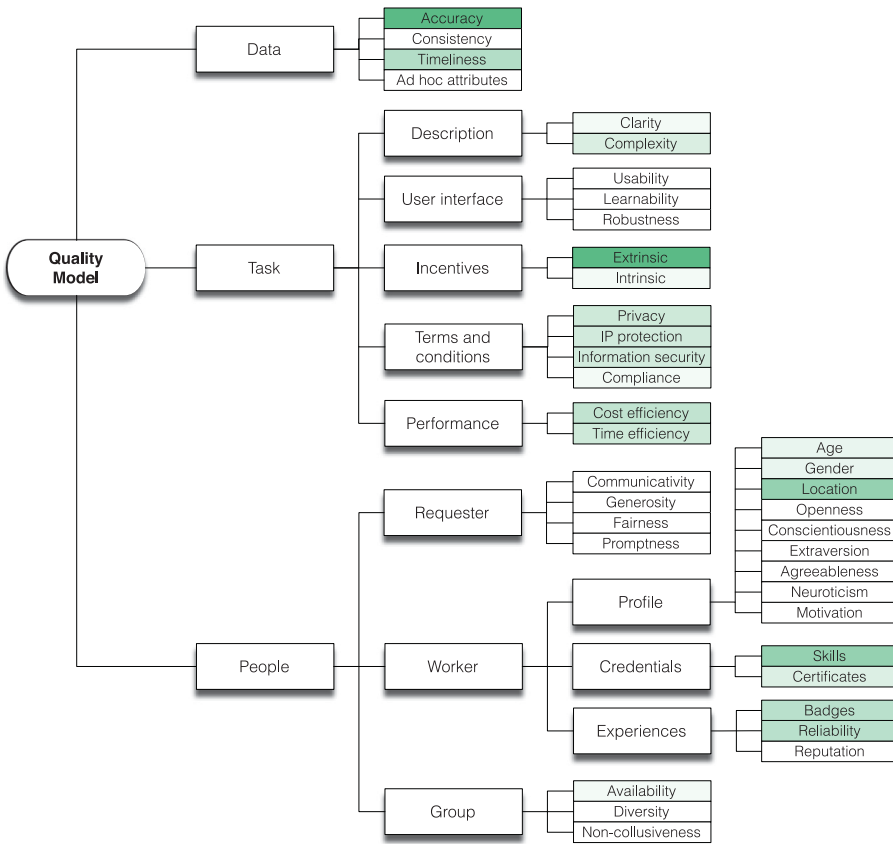 Quality
Model
Data
Accuracy
Consistency
Timeliness
Ad hoc attributes
Task
Description
Clarity
Complexity
User interface
Usability
Learnability
Robustness
Incentives
Extrinsic
Intrinsic
Terms and
conditions
Privacy
IP protection
Information security
Compliance
Performance
Cost efficiency
Time efficiency
People
Requester
Communicativity
Generosity
Fairness
Promptness
Worker
Profile
Age
Gender
Location
Openness
Conscientiousness
Extraversion
Agreeableness
Neuroticism
Motivation
Credentials
Skills
Certificates
Experiences
Badges
Reliability
Reputation
Group
Availability
Diversity
Non-collusiveness